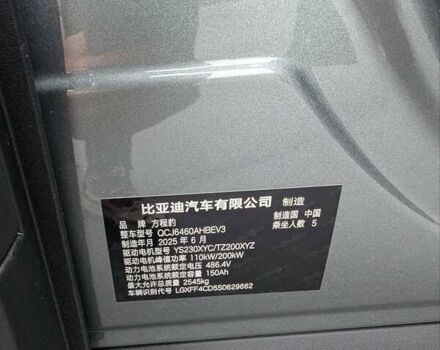 比亚迪汽车有限公司 制造
品牌 方程豹 制造国 中国
整车型号 QCJ6460AHBEV3 乘坐人数 5
制造年月 2025 年 6 月
驱动电机型号 YS230XYC/TZ200XYZ
驱动电机峰值功率 110kW/200kW
动力电池系统额定电压 486.4V
动力电池系统额定容量 150Ah
最大允许总质量 2545kg
车辆识别代号 LGXFF4CD5S0629662